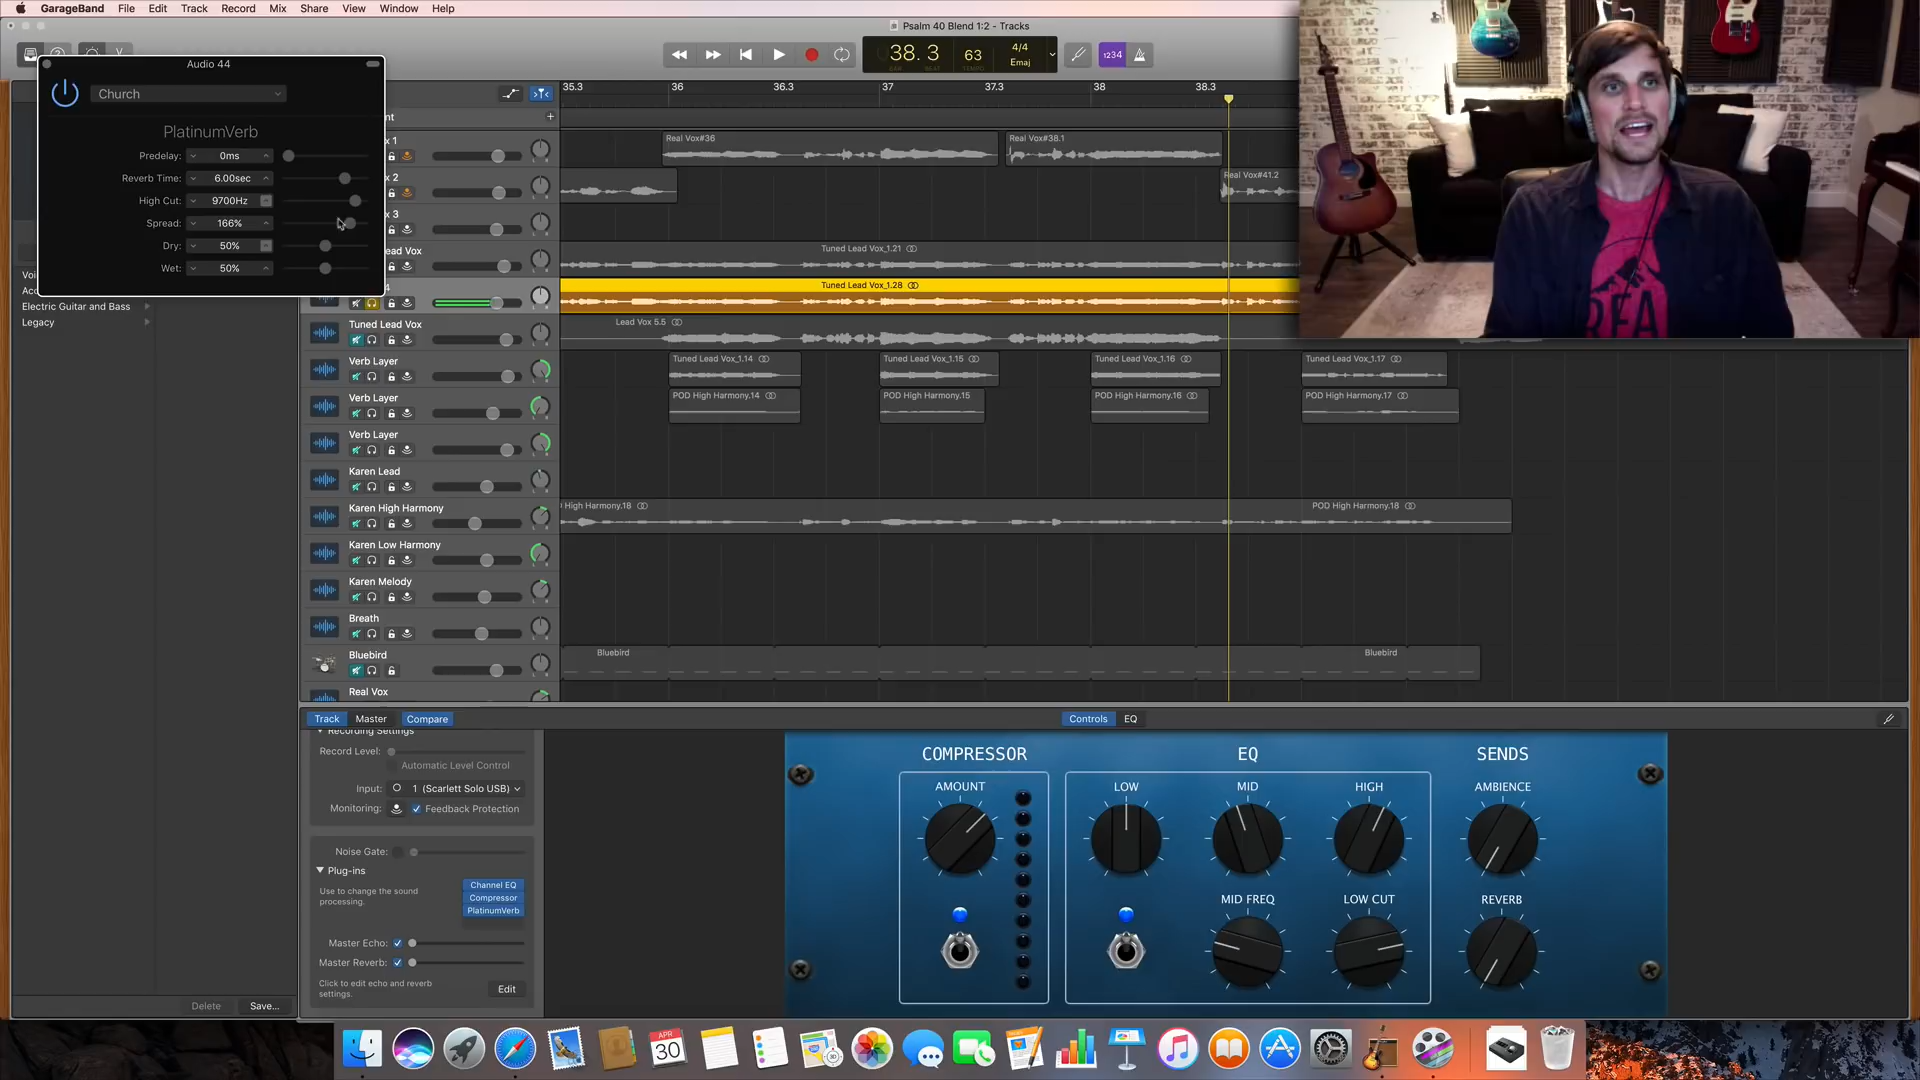 GarageBand File Edit Track Record Mix Share View Window Help
Psalm 40 Blend 1:2 - Tracks
38. 3
63
4/4
Emaj
1234
Audio 44
Church
PlatinumVerb
Predelay: 0ms
Reverb Time: 6.00sec
High Cut: 9700Hz
Spread: 166%
Dry: 50%
Wet: 50%
Electric Guitar and Bass
Legacy
35.3 36 36.3 37 37.3 38 38.3
Real Vox#36
Real Vox#38.1
Real Vox#41.2
Tuned Lead Vox_1.21
Tuned Lead Vox_1.28
Tuned Lead Vox
Lead Vox 5.5
Verb Layer
Tuned Lead Vox_1.14
Tuned Lead Vox_1.15
Tuned Lead Vox_1.16
Tuned Lead Vox_1.17
Verb Layer
POD High Harmony.14
POD High Harmony.15
POD High Harmony.16
POD High Harmony.17
Verb Layer
Karen Lead
Karen High Harmony
High Harmony.18
POD High Harmony.18
Karen Low Harmony
Karen Melody
Breath
Bluebird
Bluebird
Bluebird
Real Vox
Track Master Compare
Controls EQ
Recording Settings
Record Level:
Automatic Level Control
Input: 1 (Scarlett Solo USB)
Monitoring: Feedback Protection
Noise Gate:
Plug-ins
Use to change the sound
processing.
Channel EQ
Compressor
PlatinumVerb
Master Echo:
Master Reverb:
Click to edit echo and reverb
settings.
Edit
Delete Save...
COMPRESSOR EQ SENDS
AMOUNT LOW MID HIGH AMBIENCE
MID FREQ LOW CUT REVERB
APR
30